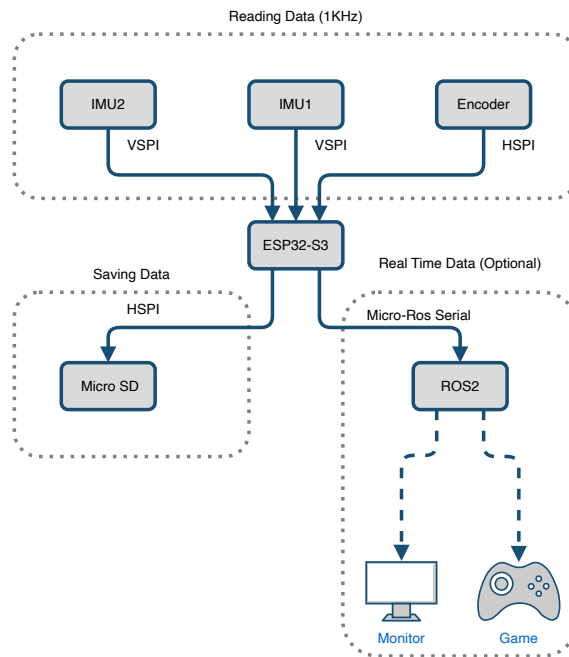 Reading Data (1KHz)
IMU2
IMU1
Encoder
VSPI
VSPI
HSPI
ESP32-S3
Saving Data
Real Time Data (Optional)
HSPI
Micro-Ros Serial
Micro SD
ROS2
Monitor
Game